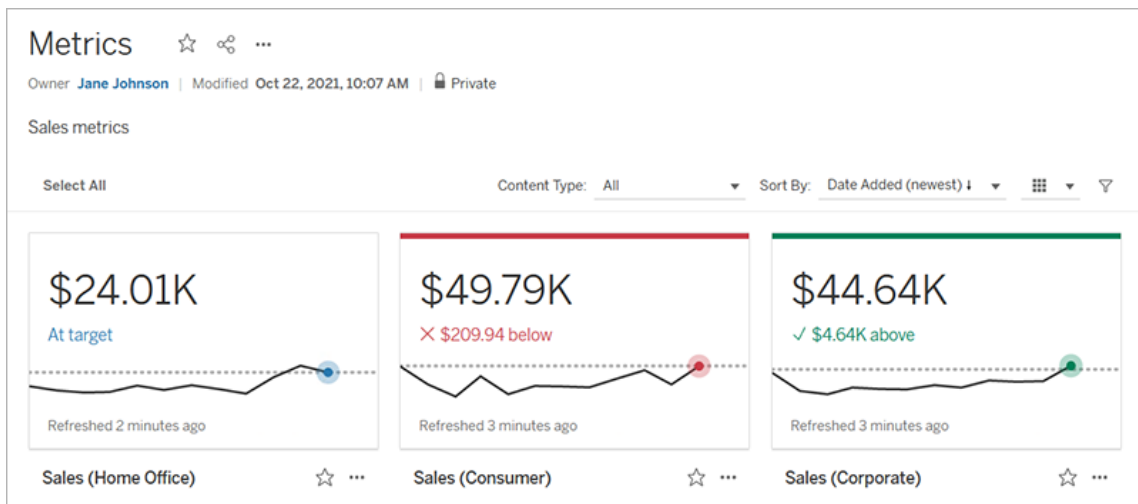 Metrics
Owner Jane Johnson | Modified Oct 22, 2021, 10:07 AM | Private
Sales metrics
Select All Content Type: All Sort By: Date Added (newest) ↓
$24.01K
At target
Refreshed 2 minutes ago
Sales (Home Office)
$49.79K
$209.94 below
Refreshed 3 minutes ago
Sales (Consumer)
$44.64K
$4.64K above
Refreshed 3 minutes ago
Sales (Corporate)